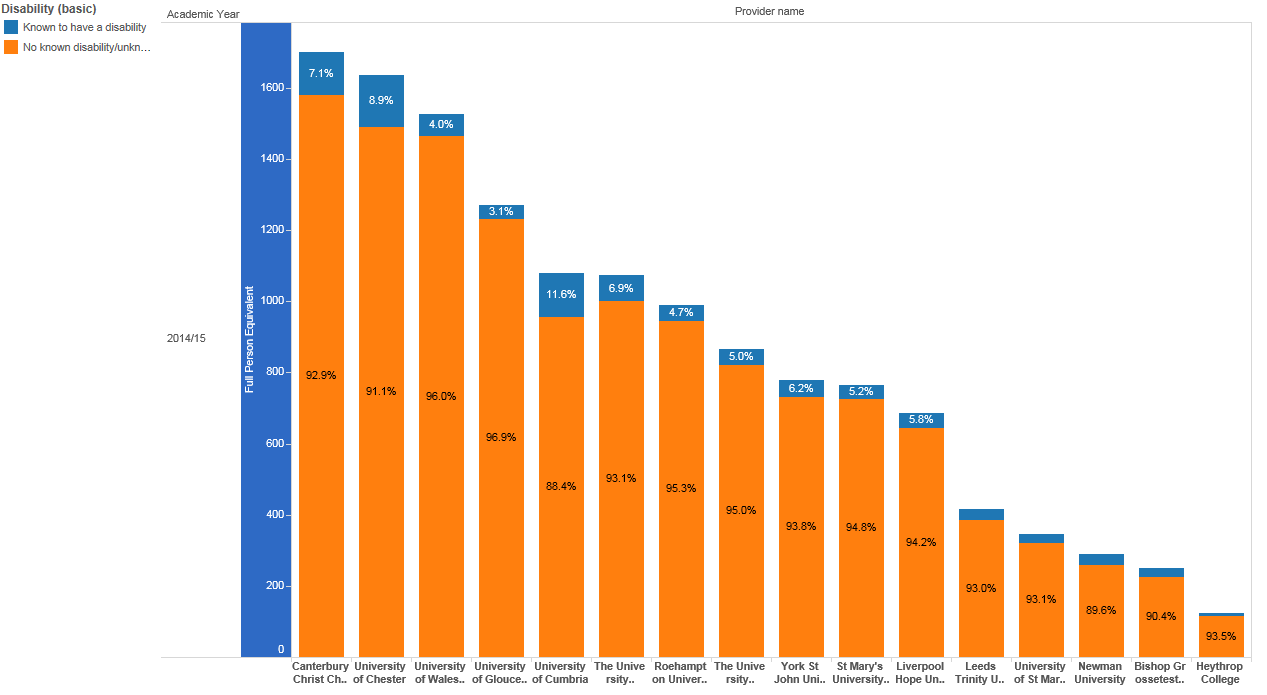 Disability (basic)
Known to have a disability
No known disability/unkn...
Academic Year
Provider name
2014/15
Full Person Equivalent
1600
1400
1200
1000
800
600
400
200
0
7.1%
8.9%
4.0%
3.1%
11.6%
6.9%
4.7%
5.0%
6.2%
5.2%
5.8%
92.9%
91.1%
96.0%
96.9%
88.4%
93.1%
95.3%
95.0%
93.8%
94.8%
94.2%
93.0%
93.1%
89.6%
90.4%
93.5%
Canterbury
Christ Ch..
University
of Chester
University
of Wales..
University
of Glouce..
University
of Cumbria
The Unive
rsity..
Roehampt
on Univer..
The Unive
rsity..
York St
John Uni..
St Mary's
University..
Liverpool
Hope Un..
Leeds
Trinity U..
University
of St Mar..
Newman
University
Bishop Gr
ossetest..
Heythrop
College